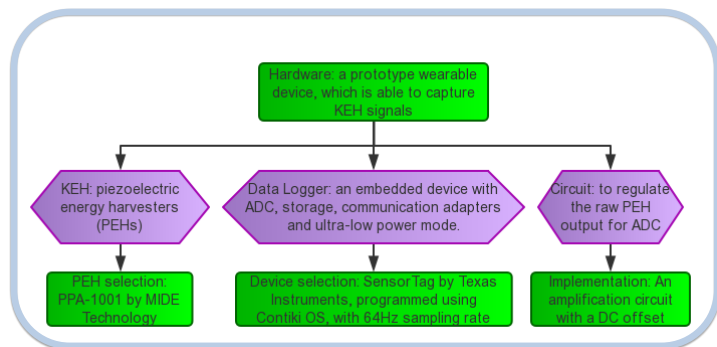 Hardware: a prototype wearable
device, which is able to capture
KEH signals
KEH: piezoelectric
energy harvesters
(PEHs)
Data Logger: an embedded device with
ADC, storage, communication adapters
and ultra-low power mode.
Circuit: to regulate
the raw PEH
output for ADC
PEH selection:
PPA-1001 by MIDE
Technology
Device selection: SensorTag by Texas
Instruments, programmed using
Contiki OS, with 64Hz sampling rate
Implementation: An
amplification circuit
with a DC offset